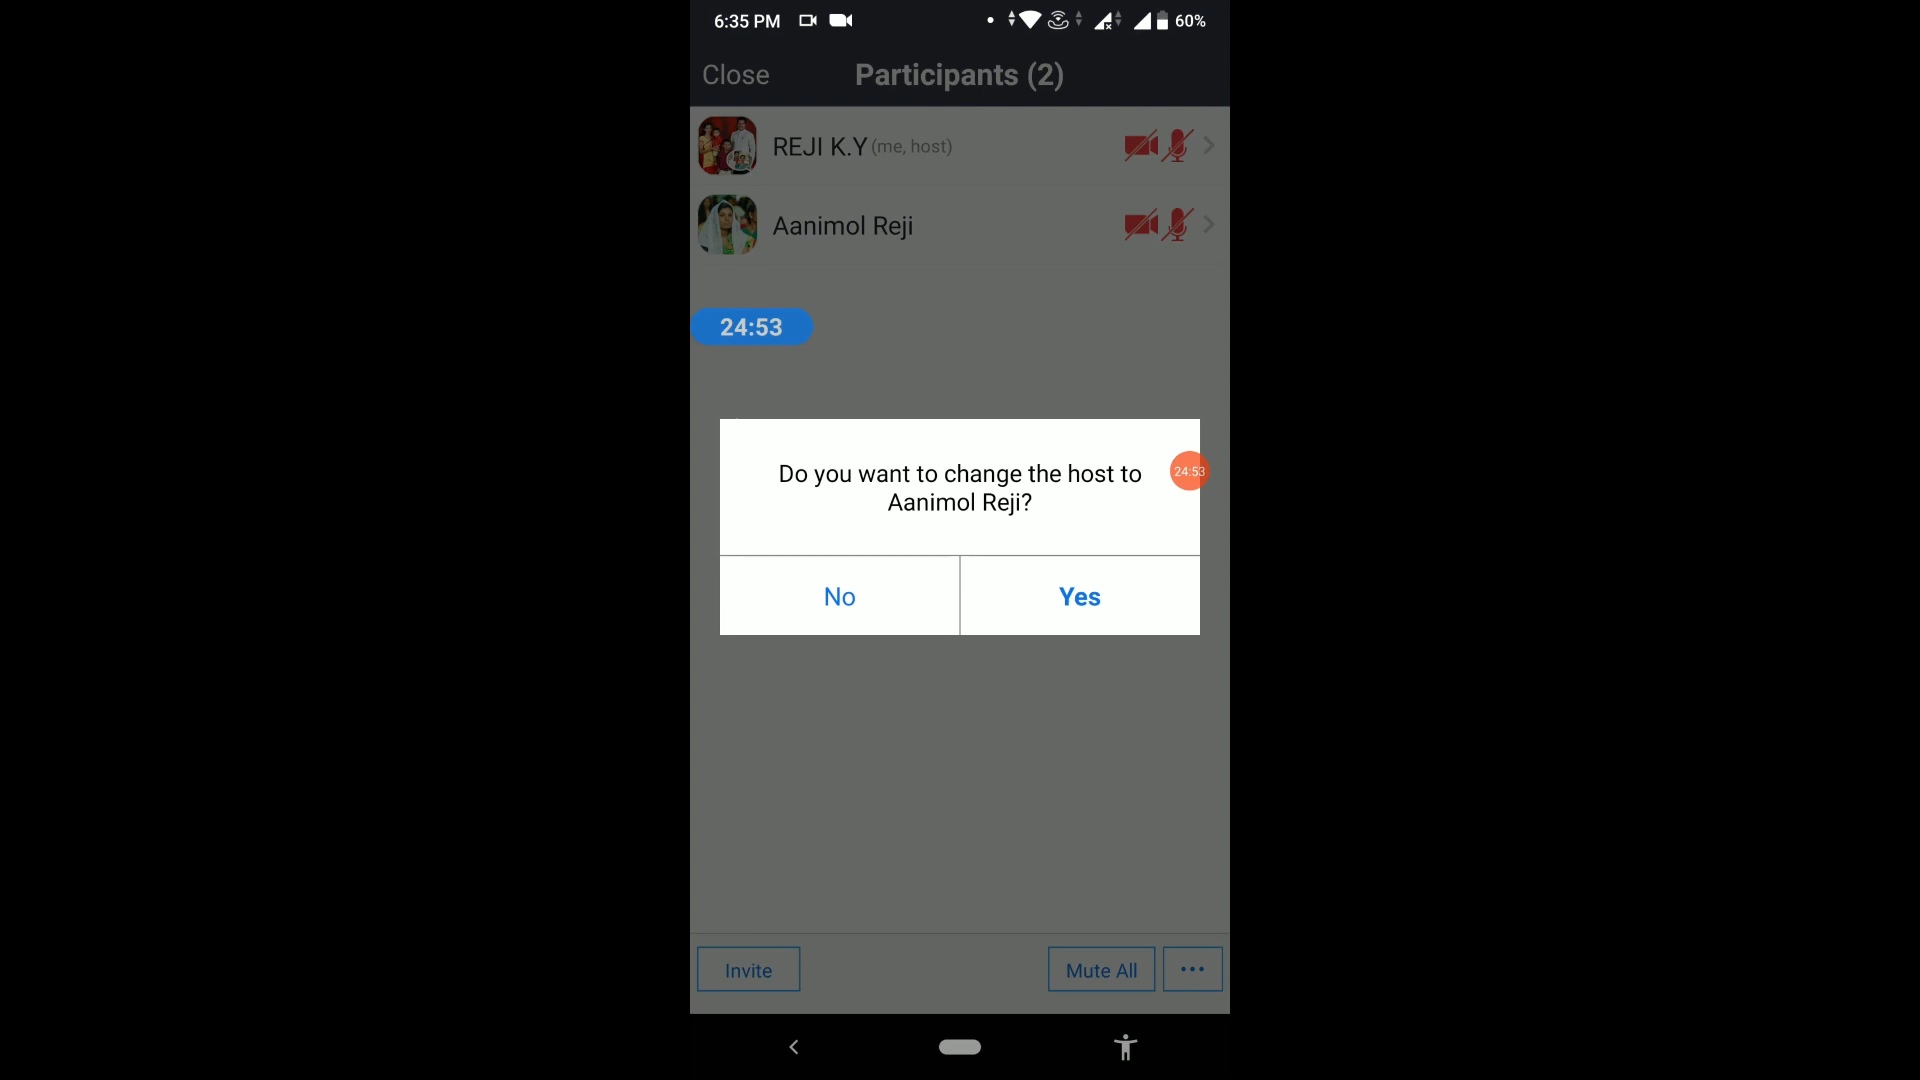 6:35 PM
60%
Close
Participants (2)
REJI K.Y (me, host)
Aanimol Reji
24:53
Do you want to change the host to
Aanimol Reji?
24:53
No
Yes
Invite
Mute All
...